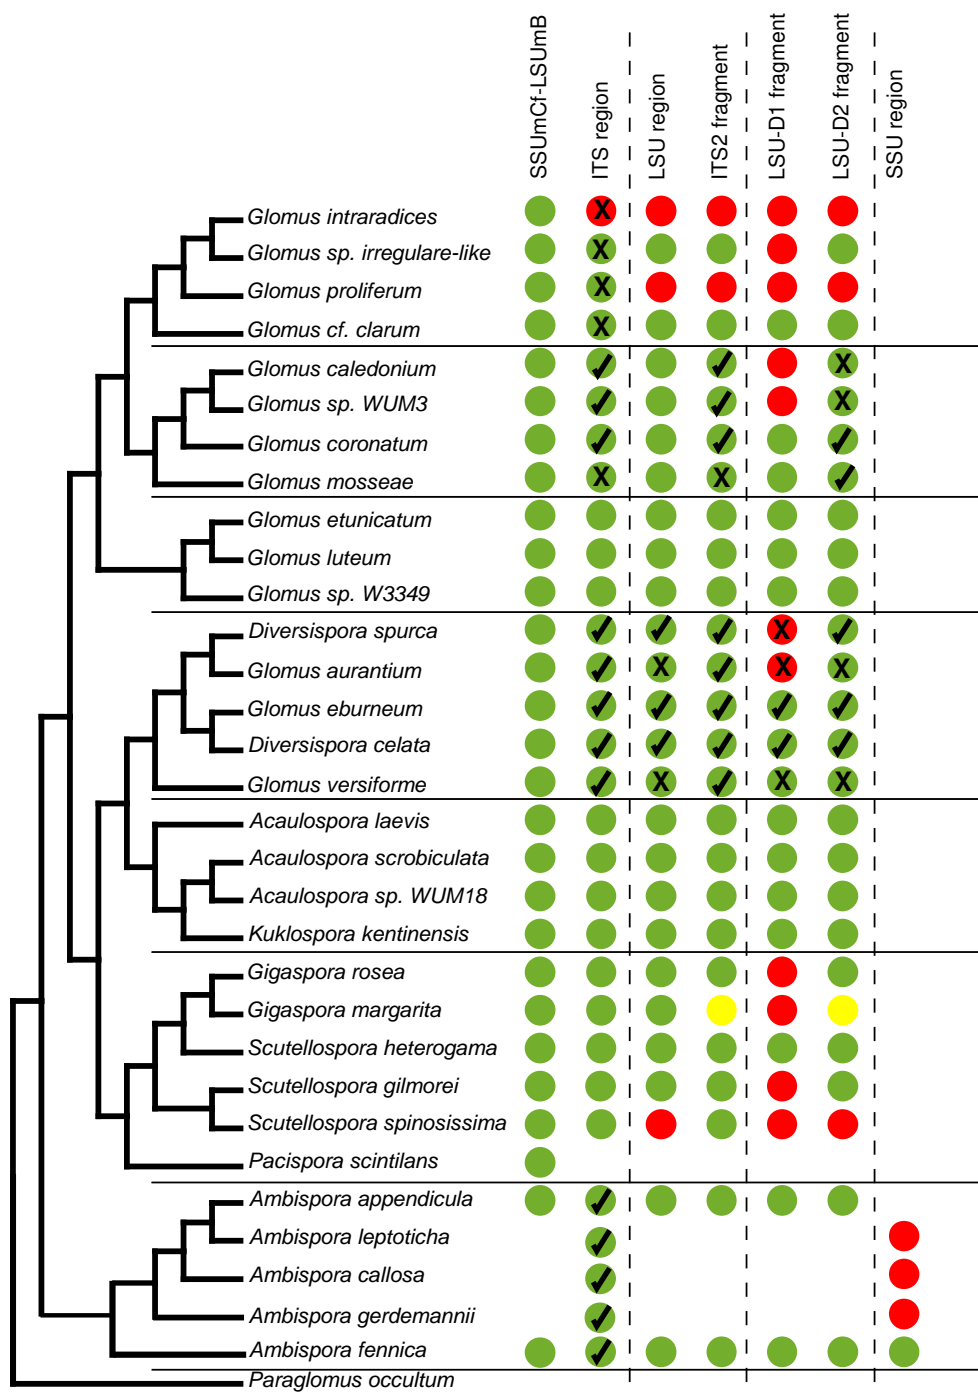 SSUmCf-LSUmB
ITS region
LSU region
ITS2 fragment
LSU-D1 fragment
LSU-D2 fragment
SSU region
Glomus intraradices
X
Glomus sp. irregulare-like
X
Glomus proliferum
X
Glomus cf. clarum
X
Glomus caledonium
✓ ✓ X
Glomus sp. WUM3
✓ ✓ X
Glomus coronatum
✓ ✓ ✓
Glomus mosseae
X X ✓
Glomus etunicatum
Glomus luteum
Glomus sp. W3349
Diversispora spurca
✓ ✓ ✓ X ✓
Glomus aurantium
✓ X ✓ X X
Glomus eburneum
✓ ✓ ✓ ✓ ✓
Diversispora celata
✓ ✓ ✓ ✓ ✓
Glomus versiforme
✓ X ✓ X X
Acaulospora laevis
Acaulospora scrobiculata
Acaulospora sp. WUM18
Kuklospora kentinensis
Gigaspora rosea
Gigaspora margarita
Scutellospora heterogama
Scutellospora gilmorei
Scutellospora spinosissima
Pacispora scintilans
Ambispora appendicula
✓
Ambispora leptoticha
✓
Ambispora callosa
✓
Ambispora gerdemannii
✓
Ambispora fennica
✓
Paraglomus occultum